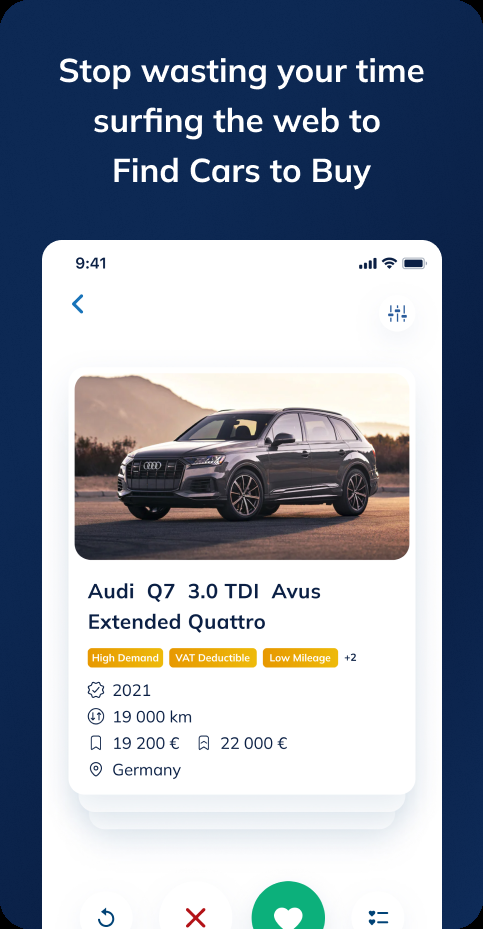 Stop wasting your time
surfing the web to
Find Cars to Buy
9:41
Audi Q7 3.0 TDI Avus
Extended Quattro
High Demand VAT Deductible Low Mileage +2
2021
19 000 km
19 200 € 22 000 €
Germany